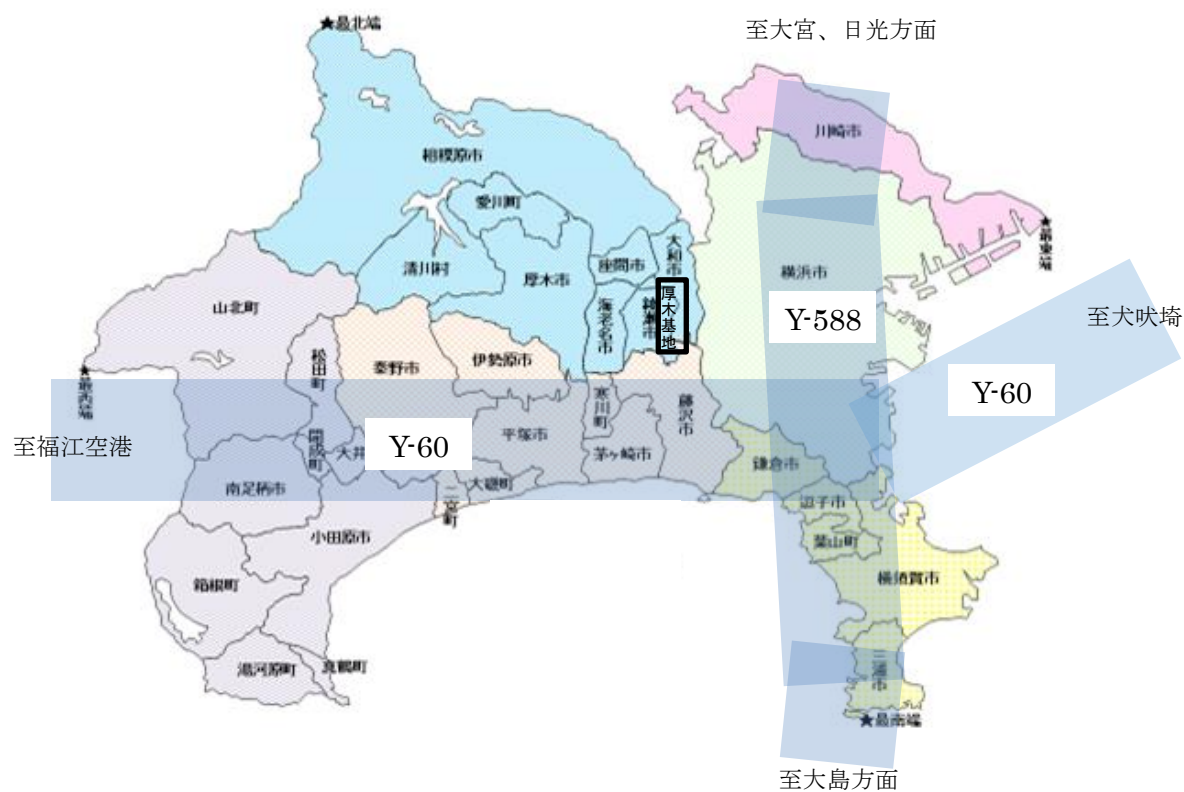 ★最北端
至大宮、日光方面
川崎市
相模原市
愛川町
★最東端
大和市
座間市
清川村
厚木市
横浜市
海老名市
綾瀬市
厚木基地
山北町
Y-588
至犬吠埼
松田町
秦野市
伊勢原市
★最西端
寒川町
藤沢市
Y-60
至福江空港
開成町
大井
Y-60
平塚市
茅ヶ崎市
鎌倉市
南足柄市
大磯町
二宮町
逗子市
小田原市
葉山町
箱根町
横須賀市
湯河原町
真鶴町
三浦市
★最南端
至大島方面